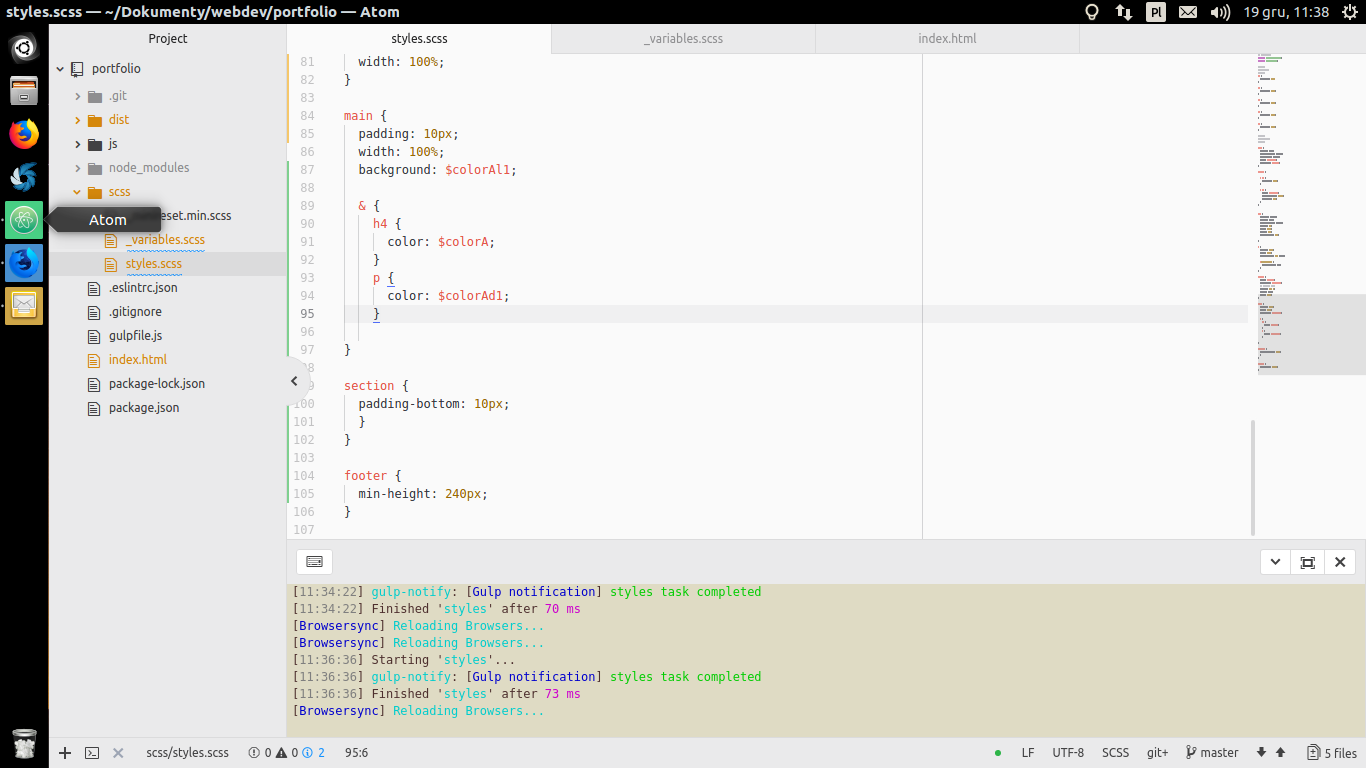 styles.scss — ~/Dokumenty/webdev/portfolio — Atom
Pl
19 gru, 11:38
Project
portfolio
.git
dist
js
node_modules
scss
Atom
eset.min.scss
_variables.scss
styles.scss
.eslintrc.json
.gitignore
gulpfile.js
index.html
package-lock.json
package.json
styles.scss
_variables.scss
index.html
81 width: 100%;
82 }
83
84 main {
85 padding: 10px;
86 width: 100%;
87 background: $colorAl1;
88
89 & {
90 h4 {
91 color: $colorA;
92 }
93 p {
94 color: $colorAd1;
95 }
96
97 }
98
99 section {
100 padding-bottom: 10px;
101 }
102 }
103
104 footer {
105 min-height: 240px;
106 }
107
[11:34:22] gulp-notify: [Gulp notification] styles task completed
[11:34:22] Finished 'styles' after 70 ms
[Browsersync] Reloading Browsers...
[Browsersync] Reloading Browsers...
[11:36:36] Starting 'styles'...
[11:36:36] gulp-notify: [Gulp notification] styles task completed
[11:36:36] Finished 'styles' after 73 ms
[Browsersync] Reloading Browsers...
scss/styles.scss 0 0 2 95:6 LF UTF-8 SCSS git+ master 5 files